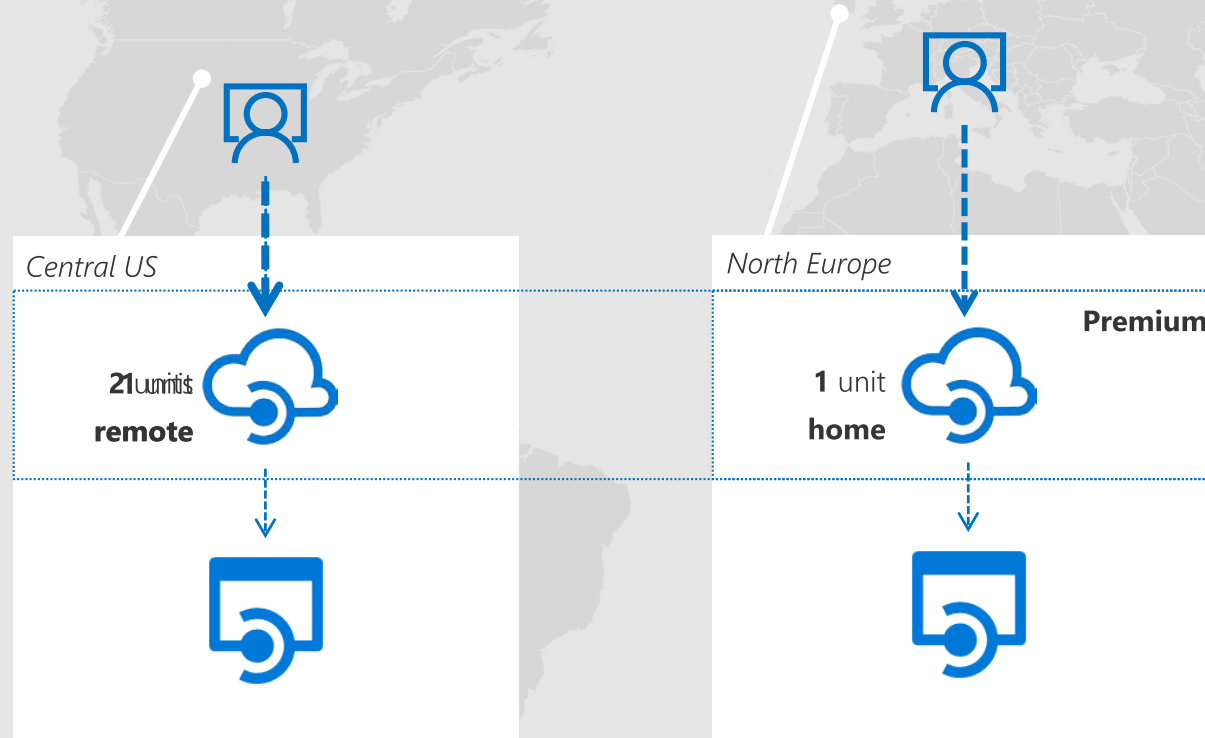 Central US
North Europe
Premium
remote
1 unit
home